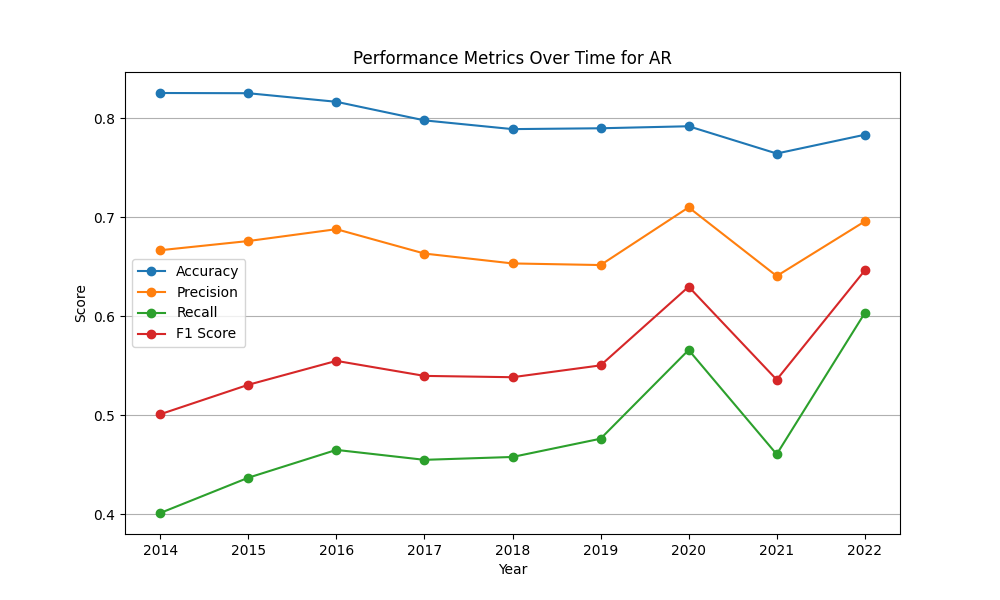 Performance Metrics Over Time for AR
0.8
0.7
0.6
0.5
0.4
Score
Accuracy
Precision
Recall
F1 Score
2014 2015 2016 2017 2018 2019 2020 2021 2022
Year